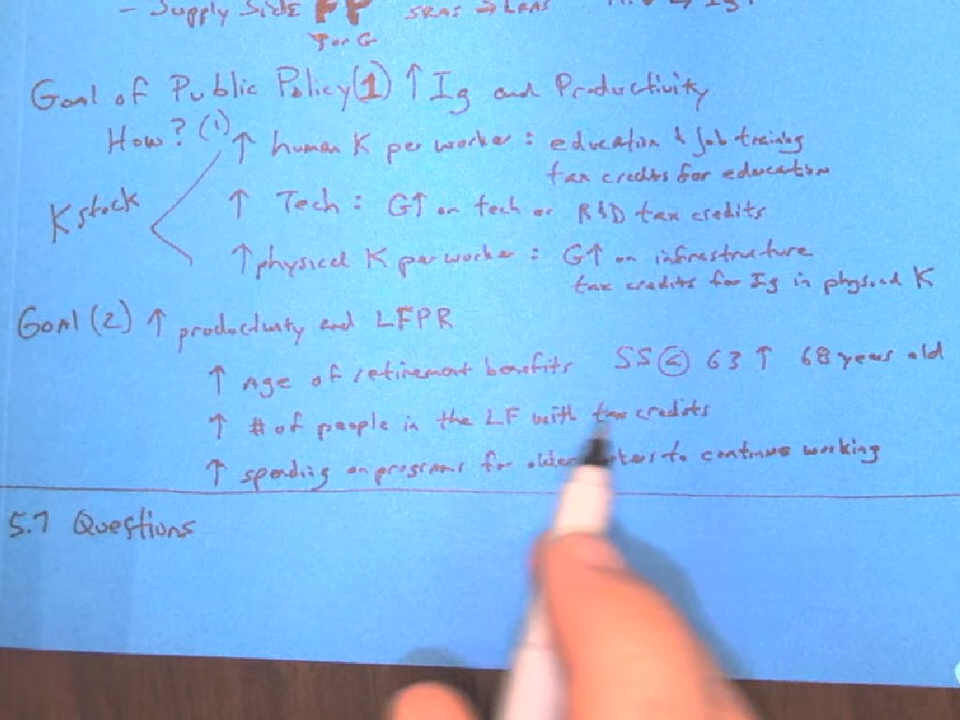 - Supply Side FP SRAS → LRAS
T or G
Goal of Public Policy (1) ↑ Ig and Productivity
How? (1) ↑ human K per worker : education & job training
tax credits for education
K stock
↑ Tech : G↑ on tech or R&D tax credits
↑ physical K per worker : G↑ on infrastructure
tax credits for Ig in physical K
Goal (2) ↑ productivity and LFPR
↑ Age of retirement benefits SS @ 63 ↑ 68 years old
↑ # of people in the LF with tax credits
↑ spending on programs for older to continue working
5.7 Questions